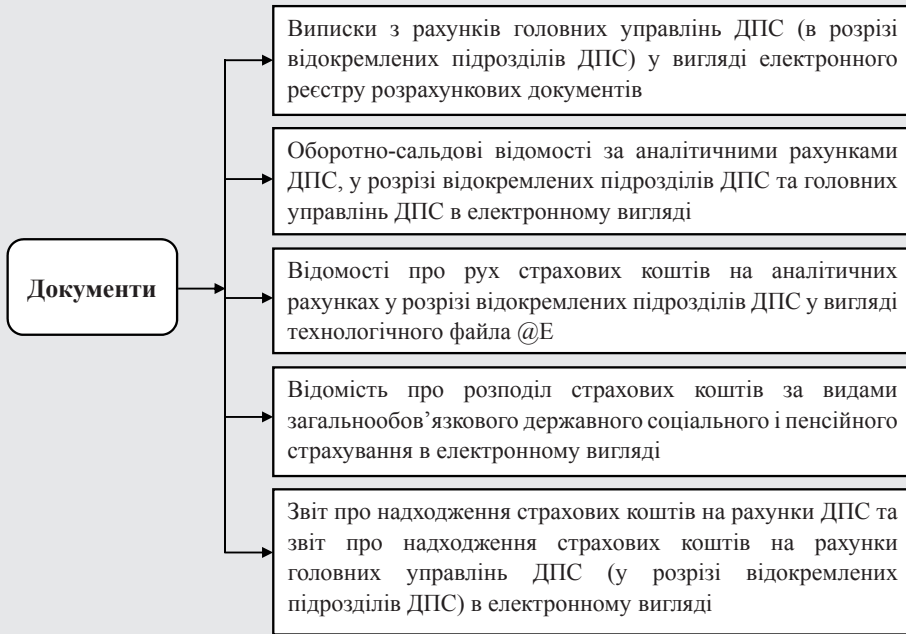 Виписки з рахунків головних управлінь ДПС (в розрізі
відокремлених підрозділів ДПС) у вигляді електронного
реєстру розрахункових документів
Оборотно-сальдові відомості за аналітичними рахунками
ДПС, у розрізі відокремлених підрозділів ДПС та головних
управлінь ДПС в електронному вигляді
Документи
Відомості про рух страхових коштів на аналітичних
рахунках у розрізі відокремлених підрозділів ДПС у вигляді
технологічного файла @E
Відомість про розподіл страхових коштів за видами
загальнообов’язкового державного соціального і пенсійного
страхування в електронному вигляді
Звіт про надходження страхових коштів на рахунки ДПС та
звіт про надходження страхових коштів на рахунки
головних управлінь ДПС (у розрізі відокремлених
підрозділів ДПС) в електронному вигляді